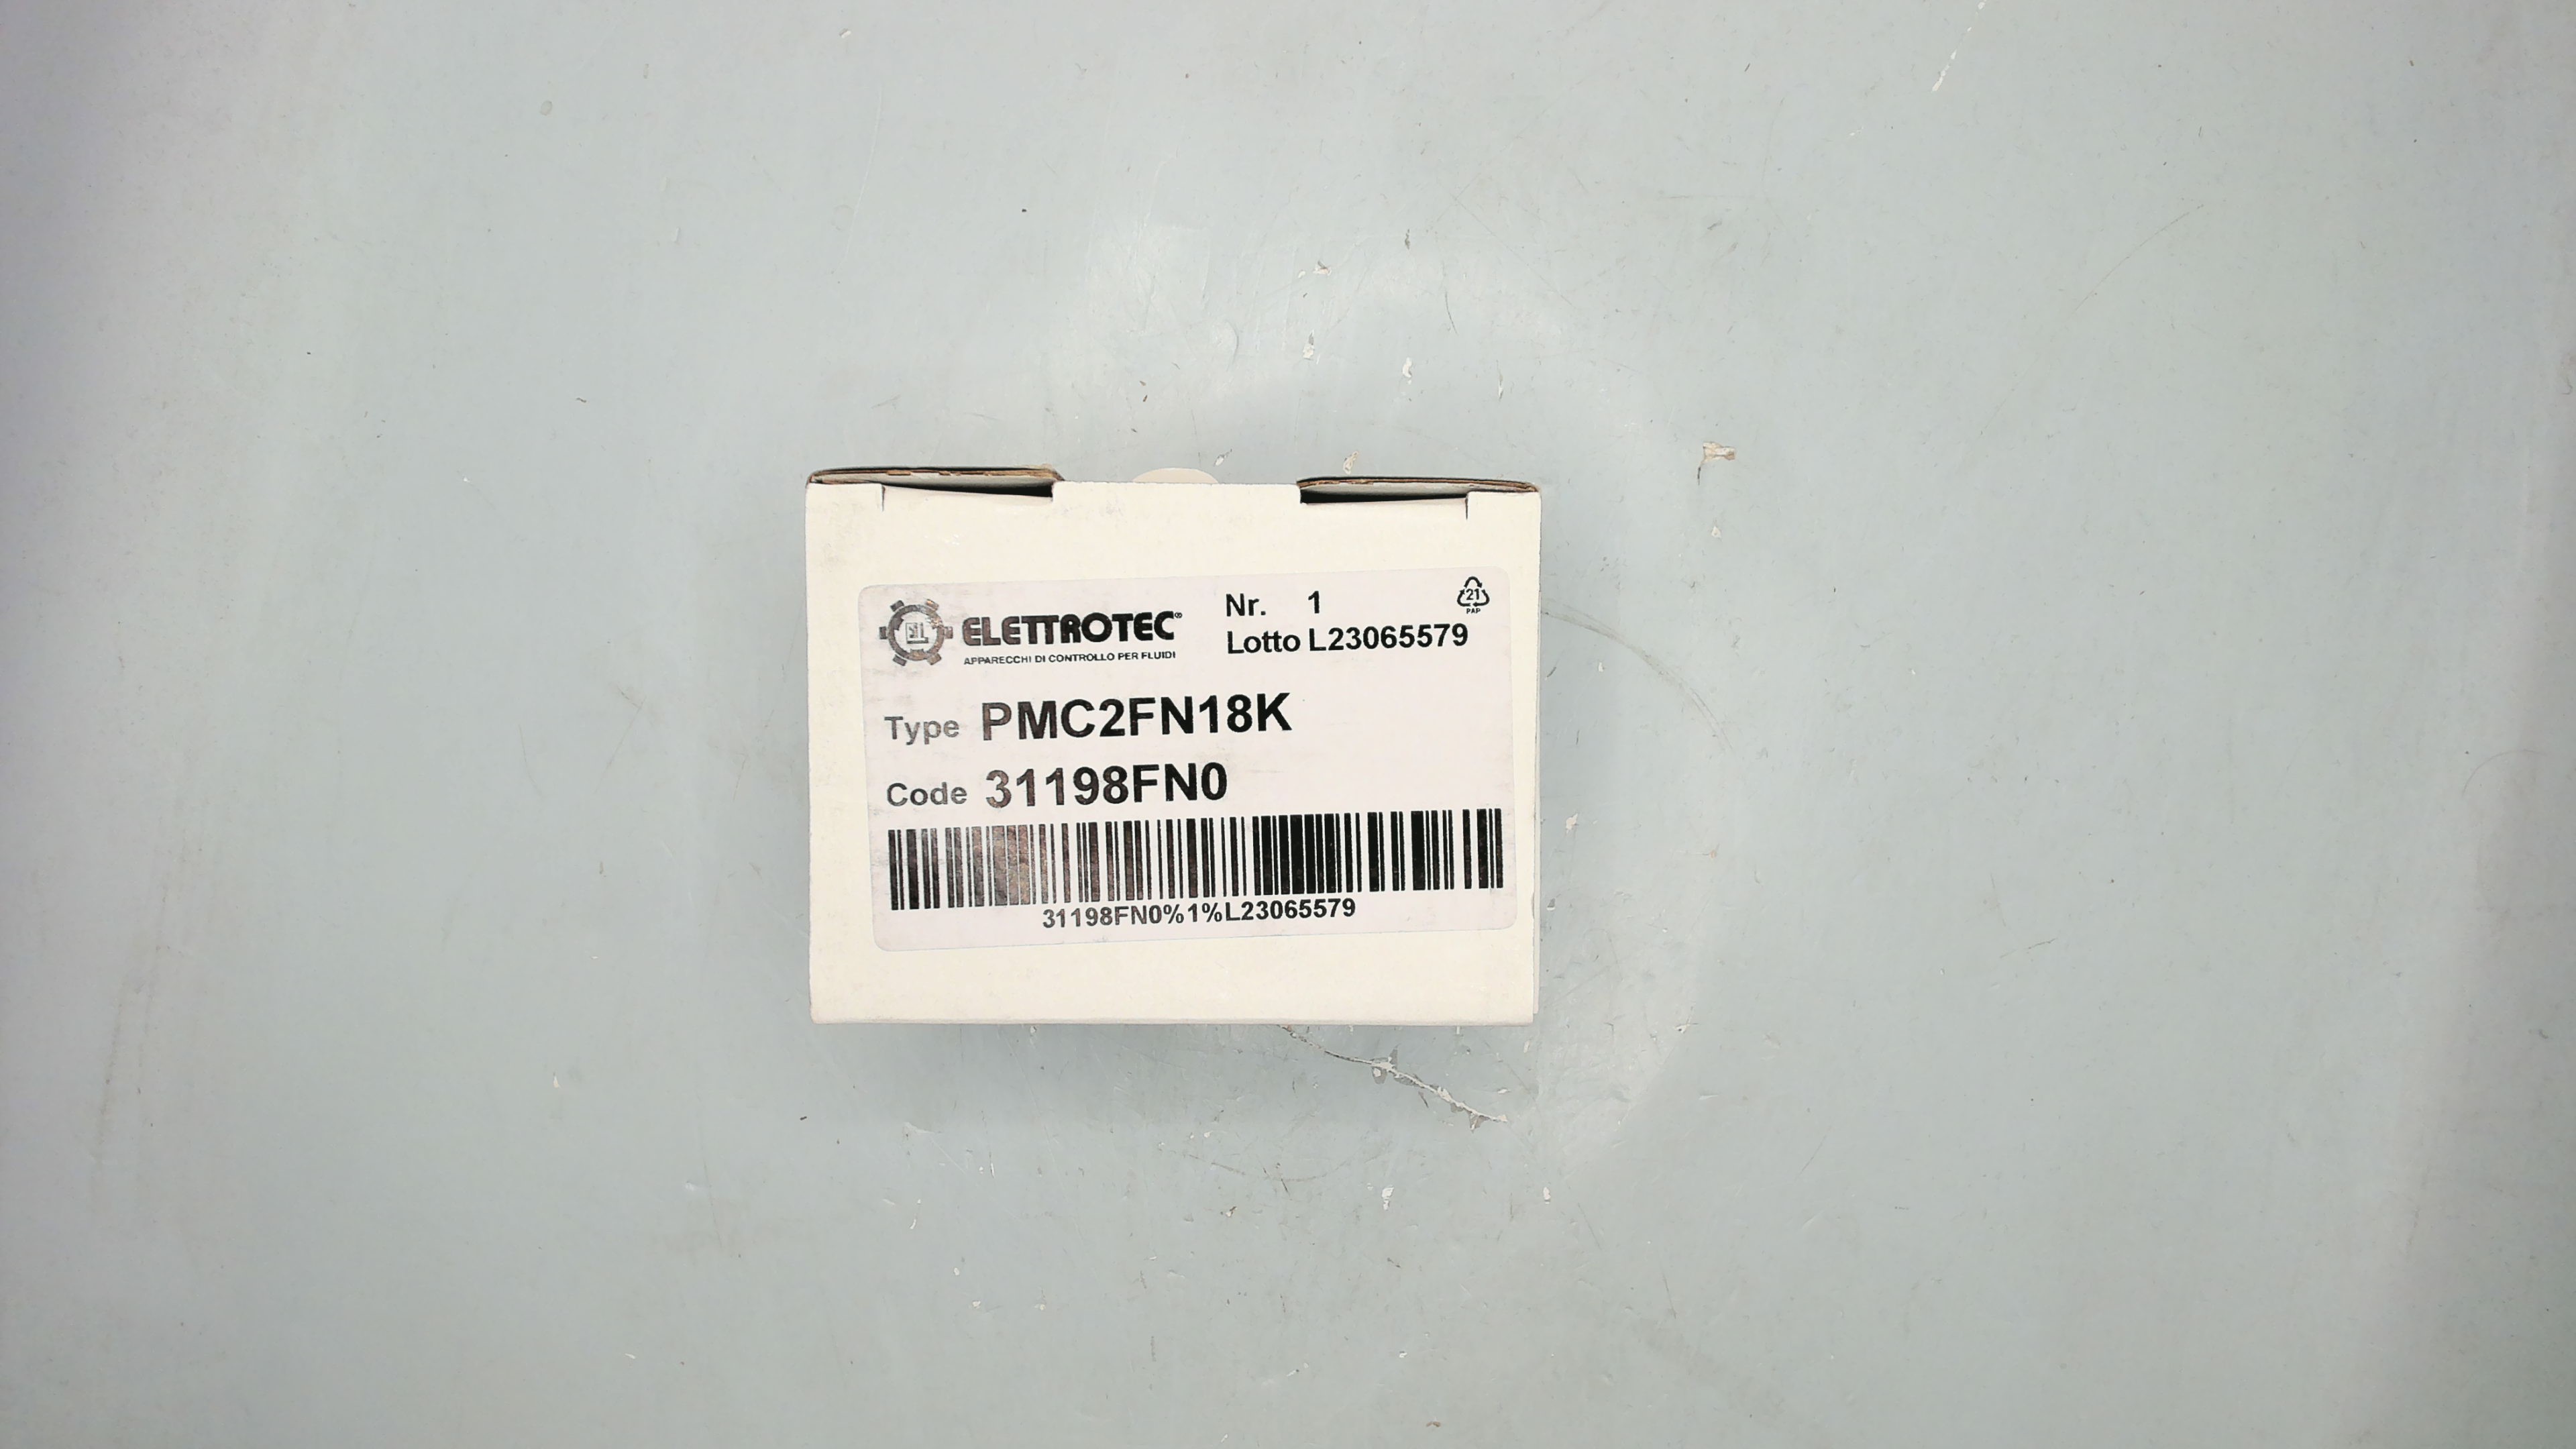 ELETTROTEC®
APPARECCHI DI CONTROLLO PER FLUIDI
Nr. 1
Lotto L23065579
21
PAP
Type PMC2FN18K
Code 31198FN0
31198FN0%1%L23065579